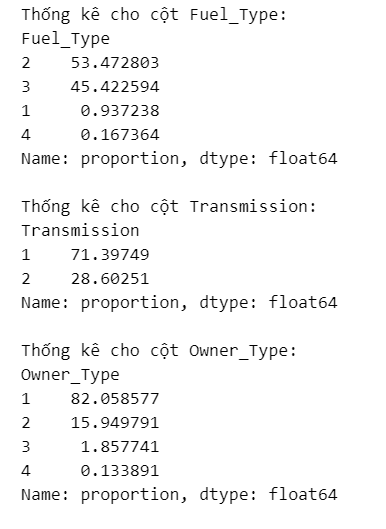 Thống kê cho cột Fuel_Type:
Fuel_Type
2    53.472803
3    45.422594
1     0.937238
4     0.167364
Name: proportion, dtype: float64

Thống kê cho cột Transmission:
Transmission
1    71.39749
2    28.60251
Name: proportion, dtype: float64

Thống kê cho cột Owner_Type:
Owner_Type
1    82.058577
2    15.949791
3     1.857741
4     0.133891
Name: proportion, dtype: float64